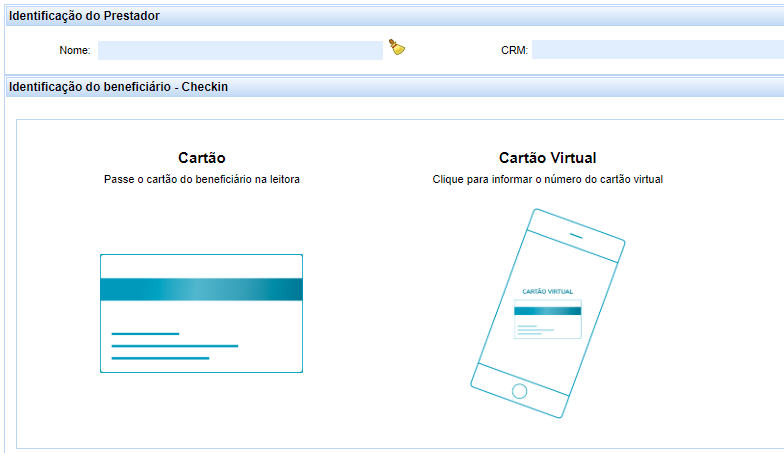 Identificação do Prestador
Nome: CRM:
Identificação do beneficiário - Checkin
Cartão
Passe o cartão do beneficiário na leitora
Cartão Virtual
Clique para informar o número do cartão virtual
CARTÃO VIRTUAL